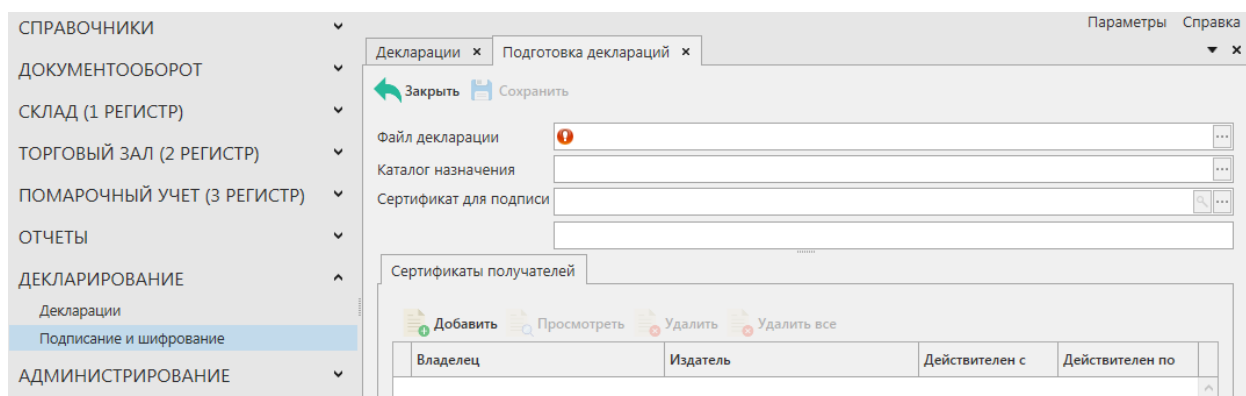 СПРАВОЧНИКИ
ДОКУМЕНТООБОРОТ
СКЛАД (1 РЕГИСТР)
ТОРГОВЫЙ ЗАЛ (2 РЕГИСТР)
ПОМАРОЧНЫЙ УЧЕТ (3 РЕГИСТР)
ОТЧЕТЫ
ДЕКЛАРИРОВАНИЕ
Декларации
Подписание и шифрование
АДМИНИСТРИРОВАНИЕ
Параметры Справка
Декларации × Подготовка деклараций ×
Закрыть Сохранить
Файл декларации
Каталог назначения
Сертификат для подписи
Сертификаты получателей
Добавить Просмотреть Удалить Удалить все
Владелец Издатель Действителен с Действителен по